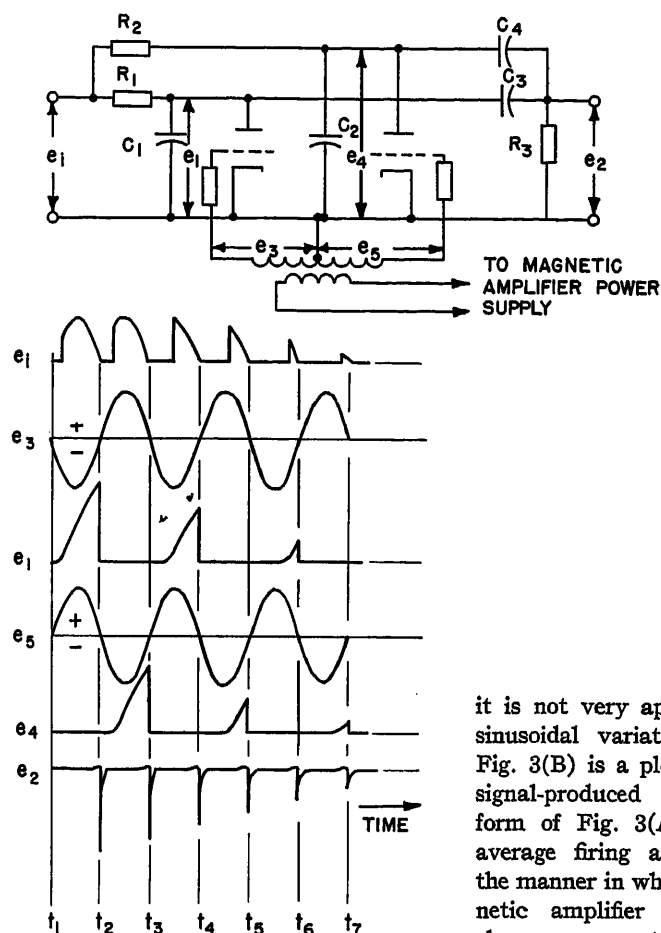 R2
C4
R1
C3
ei
C1
e1
C2
e4
R3
e2
e3
e5
TO MAGNETIC
AMPLIFIER POWER
SUPPLY
e1
e3
+
−
e1
e5
+
−
e4
e2
TIME
t1 t2 t3 t4 t5 t6 t7
it is not very ap
sinusoidal variat
Fig. 3(B) is a plo
signal-produced
form of Fig. 3(A
average firing a
the manner in wh
netic amplifier